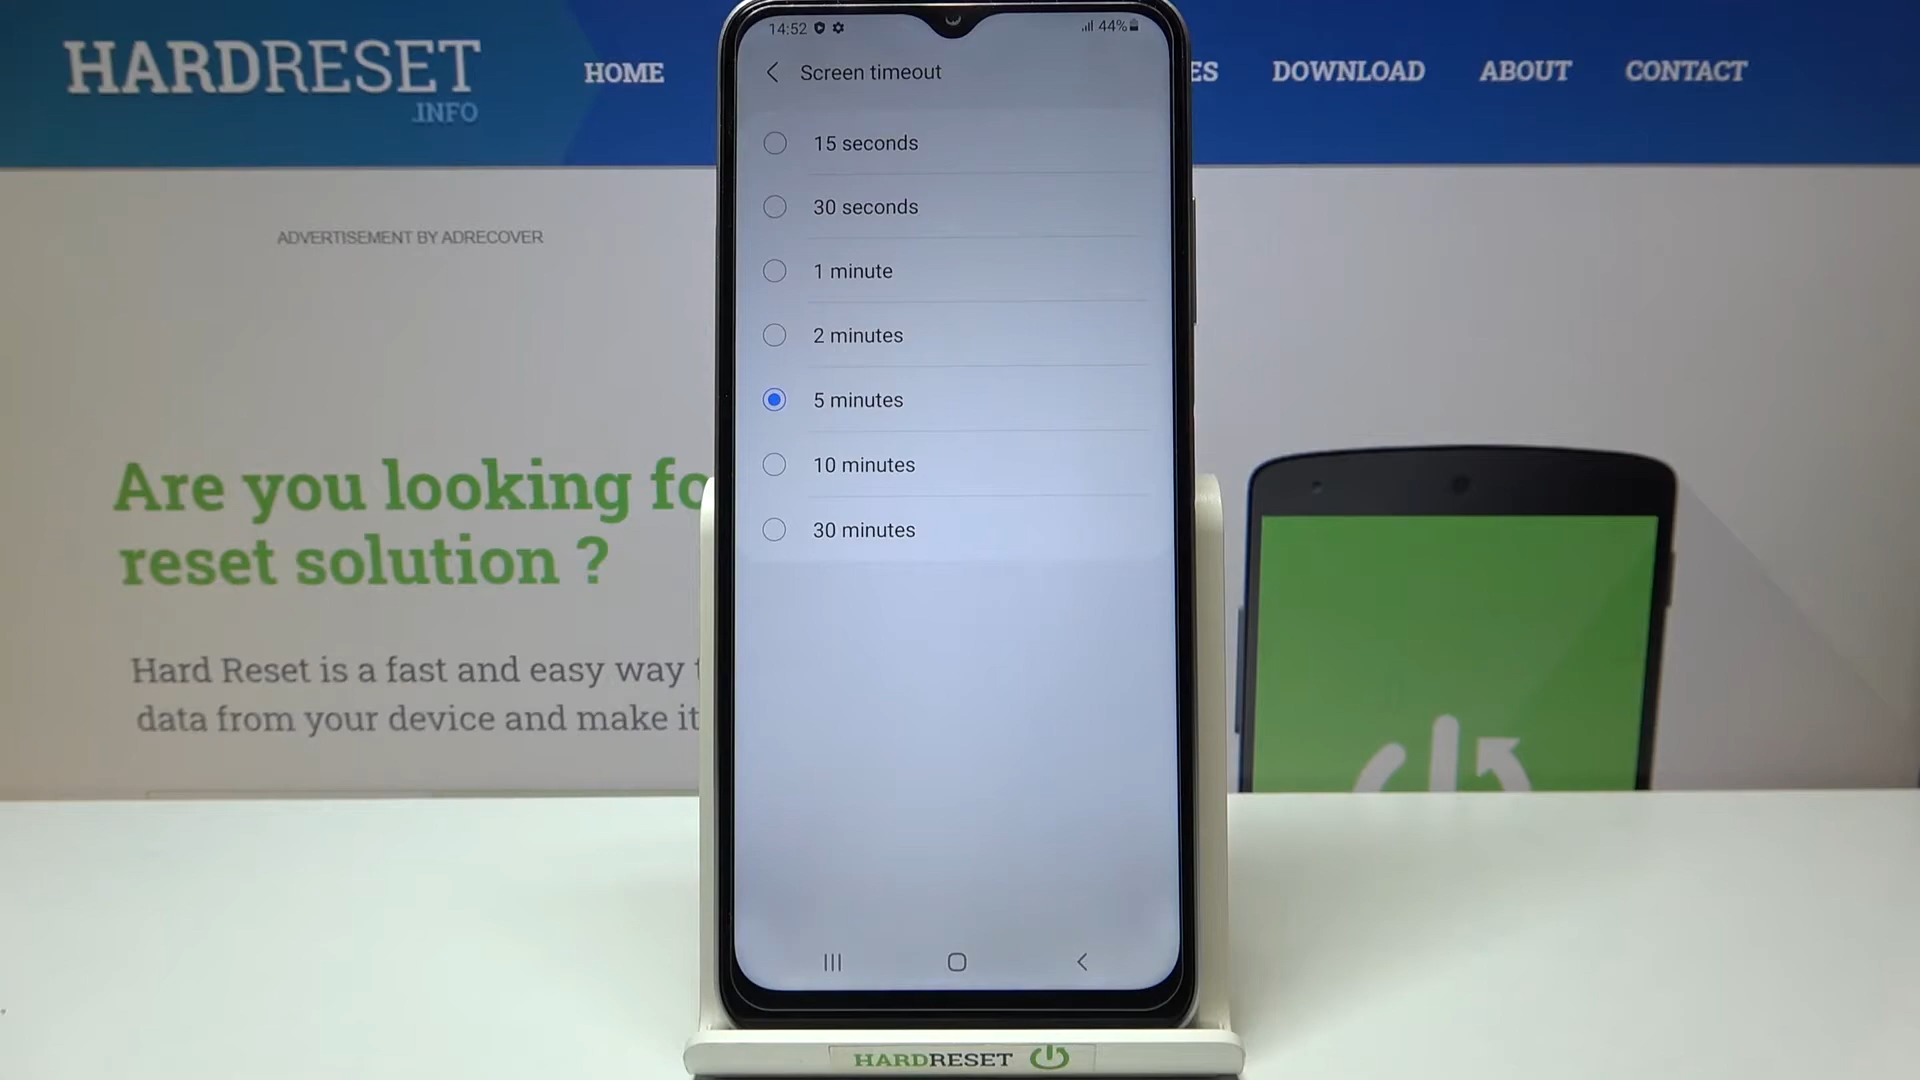 HARDRESET
.INFO
HOME
ES
DOWNLOAD
ABOUT
CONTACT
ADVERTISEMENT BY ADRECOVER
Are you looking fo
reset solution ?
Hard Reset is a fast and easy way t
data from your device and make it
14:52
44%
Screen timeout
15 seconds
30 seconds
1 minute
2 minutes
5 minutes
10 minutes
30 minutes
HARDRESET